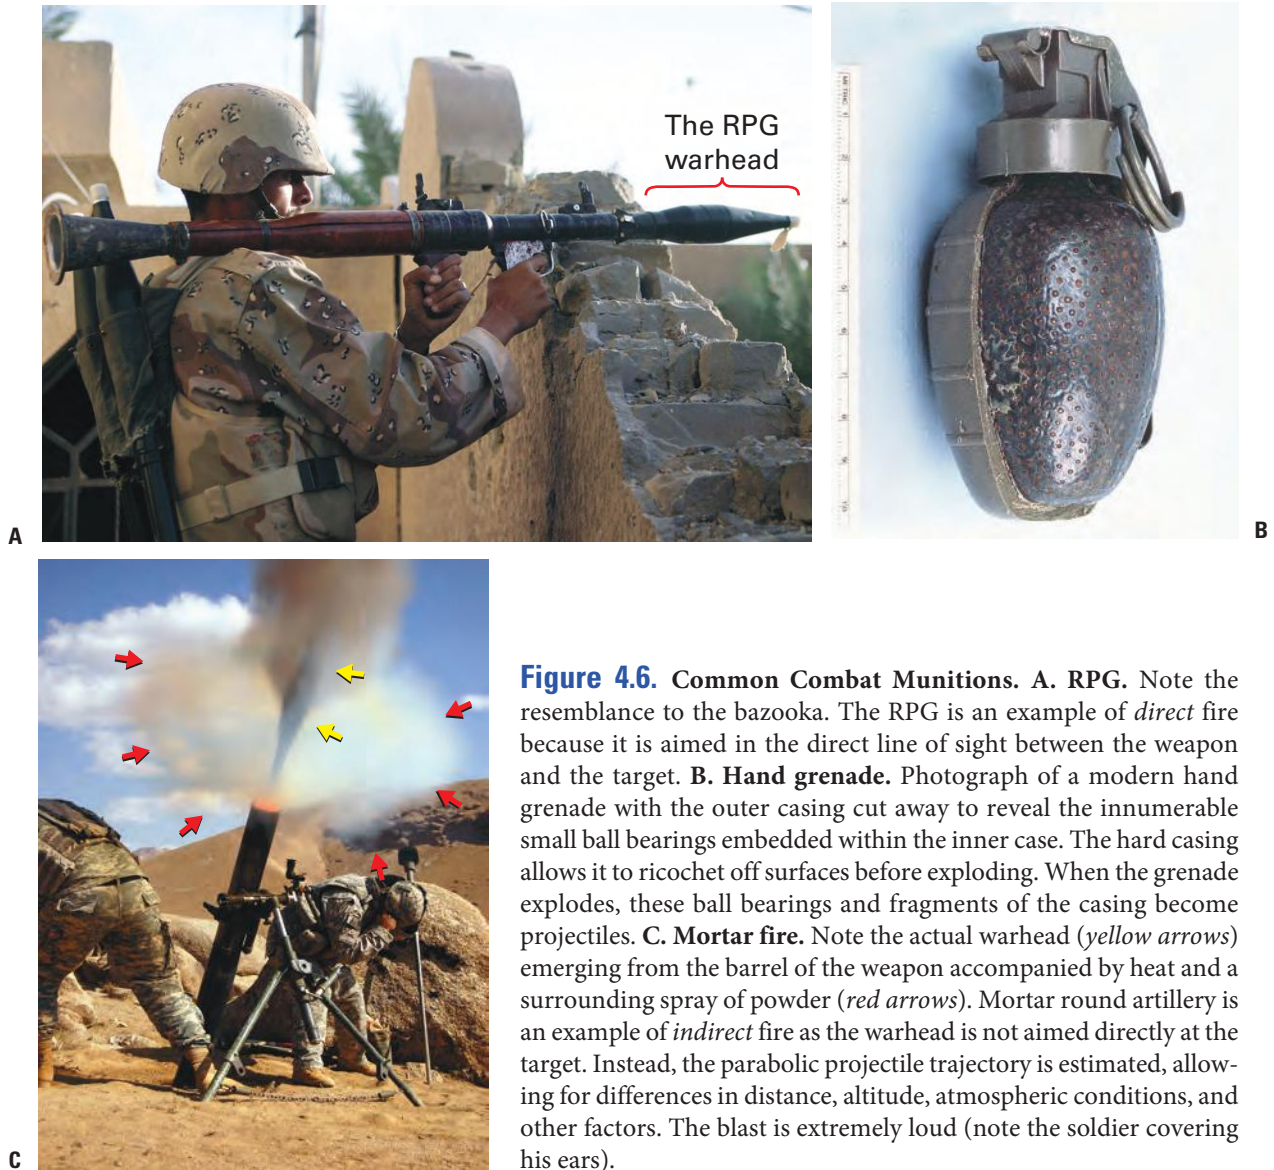 The RPG
warhead
A
B
C
Figure 4.6. Common Combat Munitions. A. RPG. Note the
resemblance to the bazooka. The RPG is an example of direct fire
because it is aimed in the direct line of sight between the weapon
and the target. B. Hand grenade. Photograph of a modern hand
grenade with the outer casing cut away to reveal the innumerable
small ball bearings embedded within the inner case. The hard casing
allows it to ricochet off surfaces before exploding. When the grenade
explodes, these ball bearings and fragments of the casing become
projectiles. C. Mortar fire. Note the actual warhead (yellow arrows)
emerging from the barrel of the weapon accompanied by heat and a
surrounding spray of powder (red arrows). Mortar round artillery is
an example of indirect fire as the warhead is not aimed directly at the
target. Instead, the parabolic projectile trajectory is estimated, allow-
ing for differences in distance, altitude, atmospheric conditions, and
other factors. The blast is extremely loud (note the soldier covering
his ears).